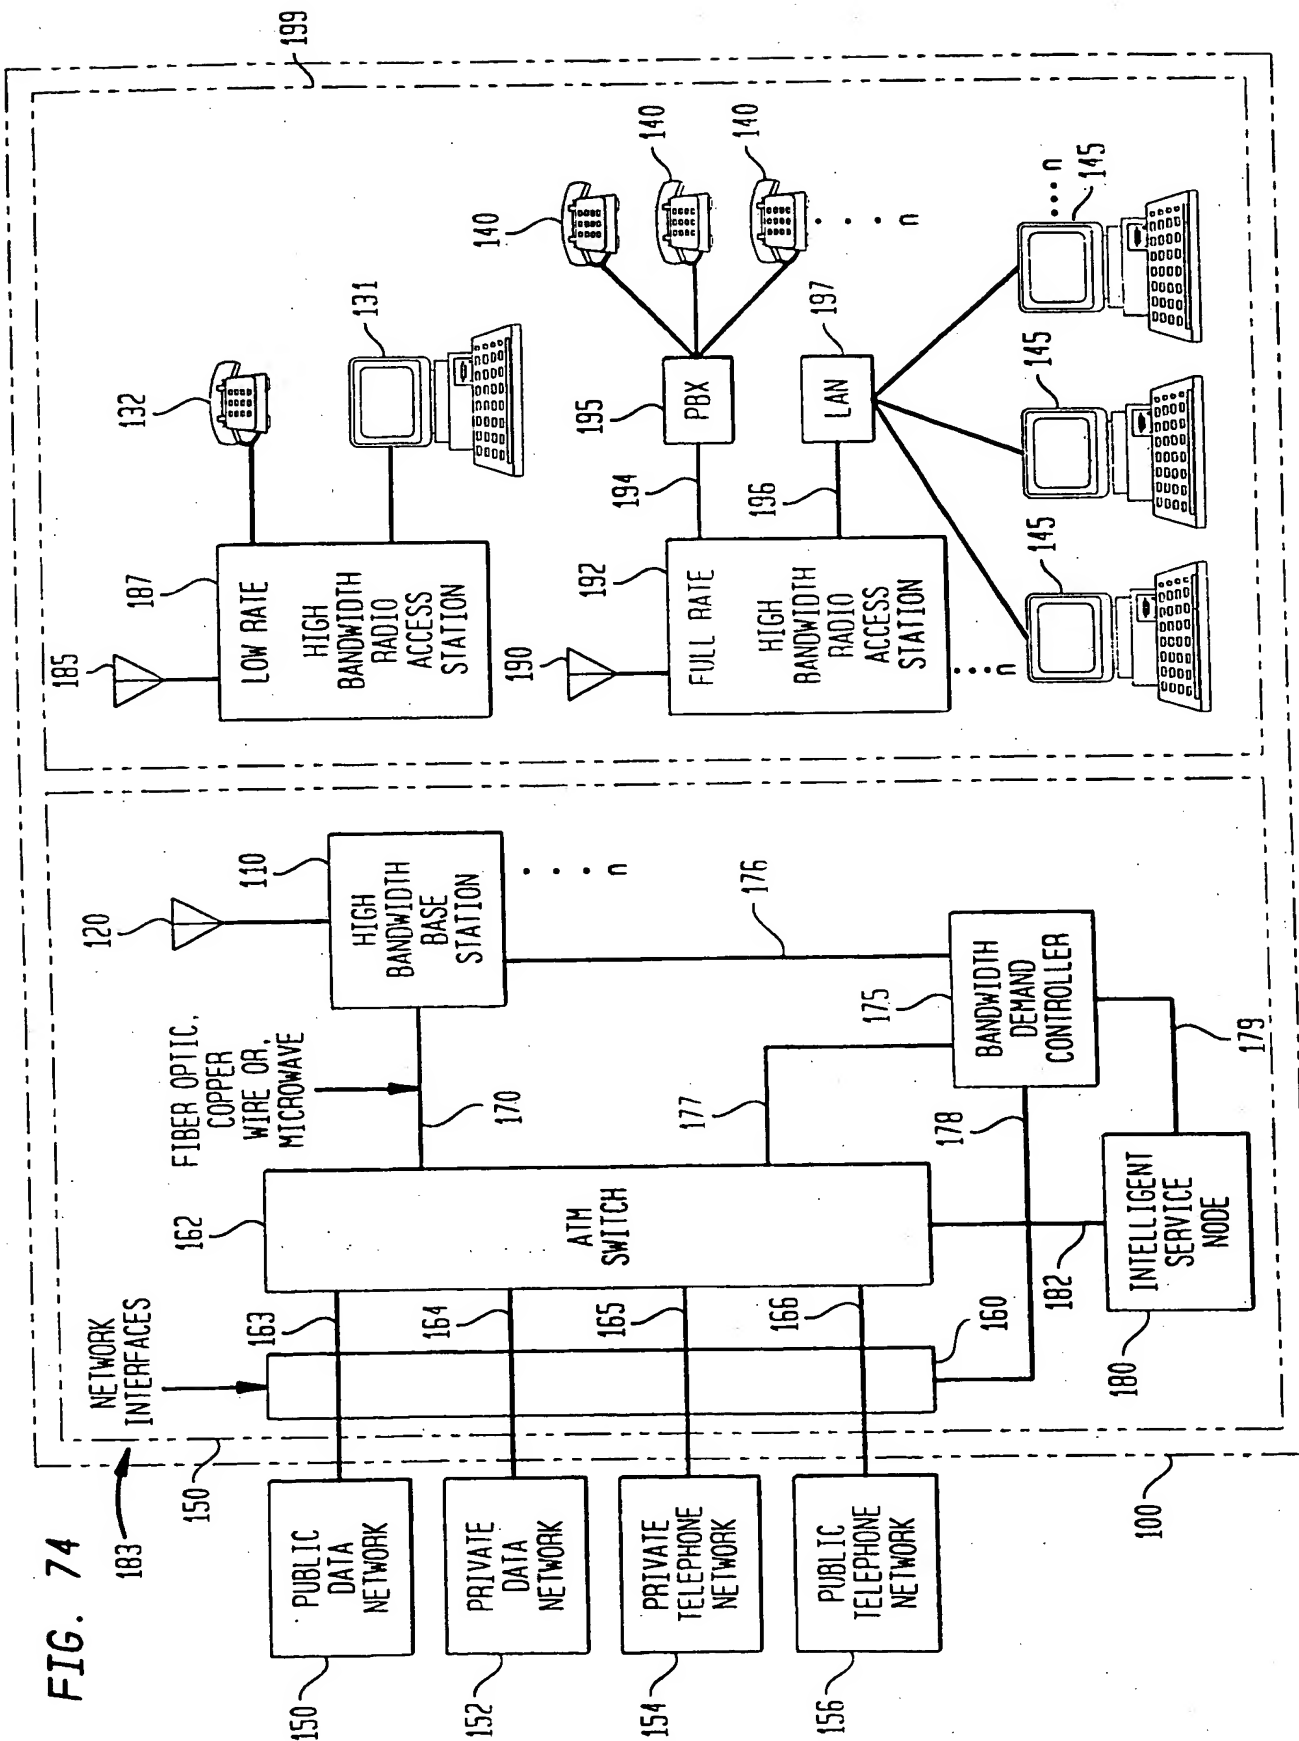 FIG. 74
183
NETWORK
INTERFACES
150
PUBLIC
DATA
NETWORK
150
PRIVATE
DATA
NETWORK
152
PRIVATE
TELEPHONE
NETWORK
154
PUBLIC
TELEPHONE
NETWORK
156
163
164
165
166
160
162
ATM
SWITCH
FIBER OPTIC,
COPPER
WIRE OR,
MICROWAVE
170
120
110
HIGH
BANDWIDTH
BASE
STATION
n
176
177
175
BANDWIDTH
DEMAND
CONTROLLER
178
179
182
180
INTELLIGENT
SERVICE
NODE
100
185
187
LOW RATE
HIGH
BANDWIDTH
RADIO
ACCESS
STATION
132
131
190
192
FULL RATE
HIGH
BANDWIDTH
RADIO
ACCESS
STATION
n
194
195
PBX
140
140
140
n
196
197
LAN
145
145
145
n
199